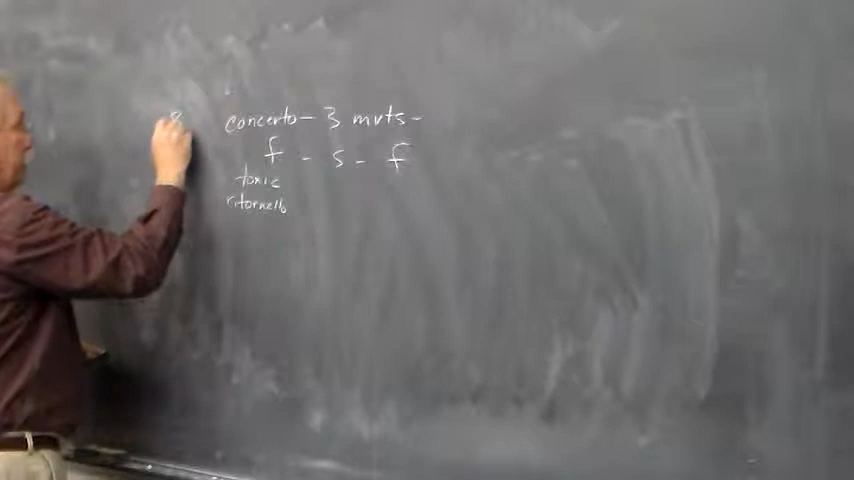 concerto - 3 mvts -
f - s - f
tonic
ritornello